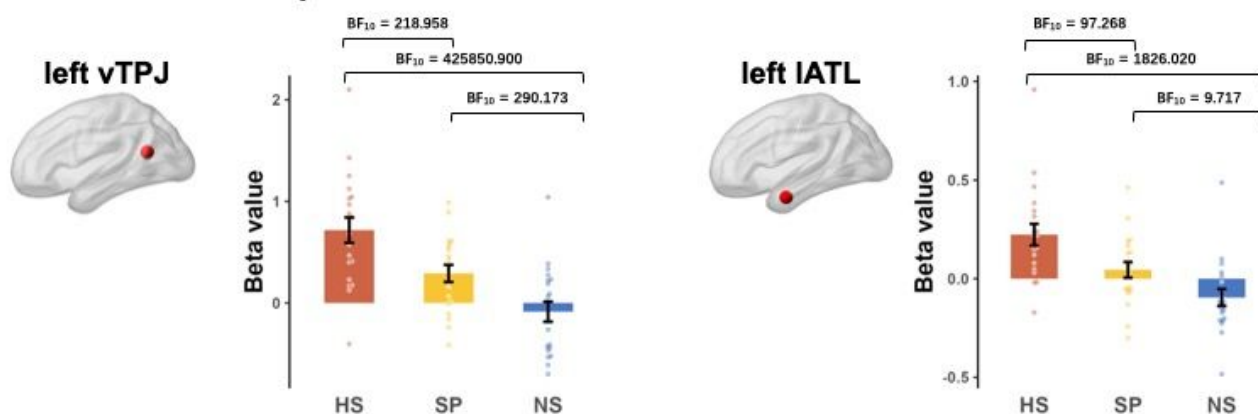 BF₁₀ = 218.958
BF₁₀ = 425850.900
BF₁₀ = 290.173
left vTPJ
Beta value
2
1
0
HS SP NS
BF₁₀ = 97.268
BF₁₀ = 1826.020
BF₁₀ = 9.717
left lATL
Beta value
1.0
0.5
0.0
-0.5
HS SP NS